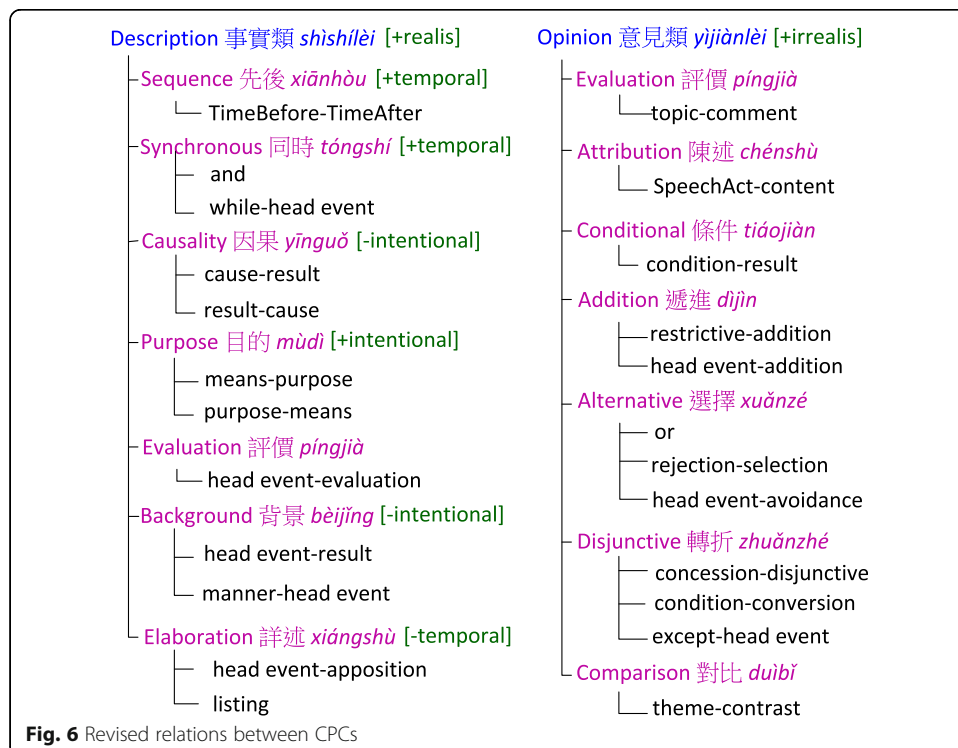 Description 事實類 shìshílèi [+realis]
Sequence 先後 xiānhòu [+temporal]
TimeBefore-TimeAfter
Synchronous 同時 tóngshí [+temporal]
and
while-head event
Causality 因果 yīnguǒ [-intentional]
cause-result
result-cause
Purpose 目的 mùdì [+intentional]
means-purpose
purpose-means
Evaluation 評價 píngjià
head event-evaluation
Background 背景 bèijǐng [-intentional]
head event-result
manner-head event
Elaboration 詳述 xiángshù [-temporal]
head event-apposition
listing
Opinion 意見類 yìjiànlèi [+irrealis]
Evaluation 評價 píngjià
topic-comment
Attribution 陳述 chénshù
SpeechAct-content
Conditional 條件 tiáojiàn
condition-result
Addition 遞進 dìjìn
restrictive-addition
head event-addition
Alternative 選擇 xuǎnzé
or
rejection-selection
head event-avoidance
Disjunctive 轉折 zhuǎnzhé
concession-disjunctive
condition-conversion
except-head event
Comparison 對比 duìbǐ
theme-contrast
Fig. 6 Revised relations between CPCs